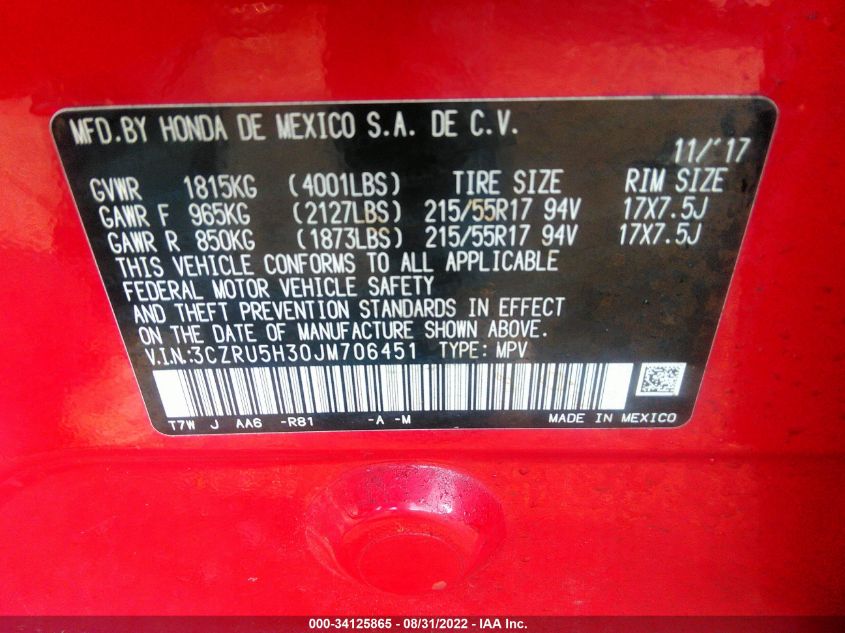 MFD.BY HONDA DE MEXICO S.A. DE C.V.
11/'17
GVWR 1815KG (4001LBS) TIRE SIZE RIM SIZE
GAWR F 965KG (2127LBS) 215/55R17 94V 17X7.5J
GAWR R 850KG (1873LBS) 215/55R17 94V 17X7.5J
THIS VEHICLE CONFORMS TO ALL APPLICABLE
FEDERAL MOTOR VEHICLE SAFETY
AND THEFT PREVENTION STANDARDS IN EFFECT
ON THE DATE OF MANUFACTURE SHOWN ABOVE.
V.I.N.:3CZRU5H30JM706451 TYPE: MPV
T7W J AA6 -R81 -A -M MADE IN MEXICO
000-34125865 - 08/31/2022 - IAA Inc.